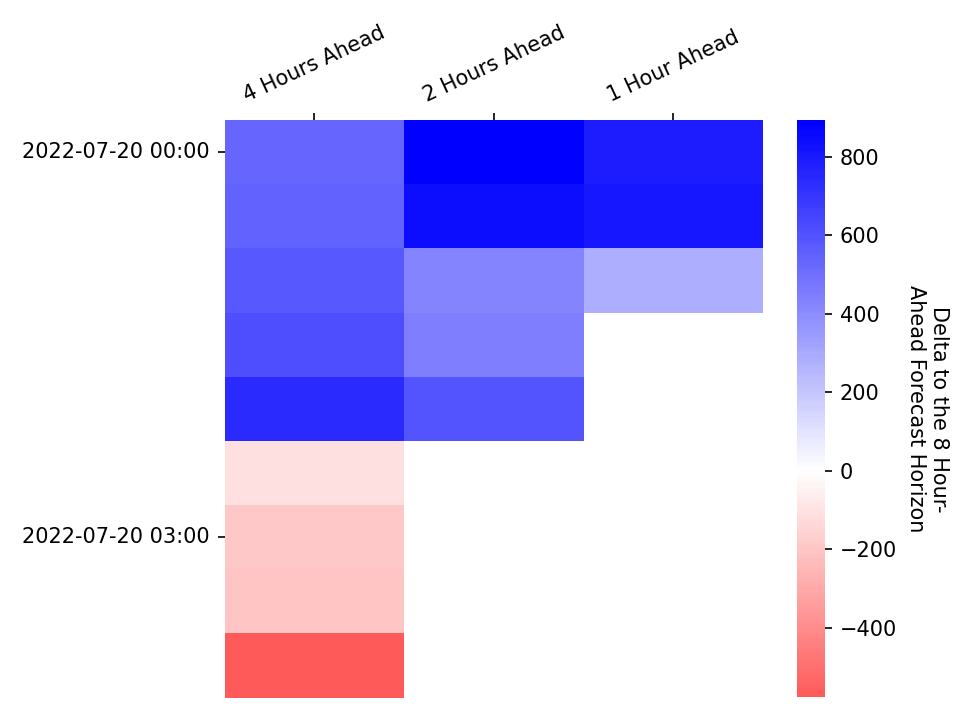 4 Hours Ahead
2 Hours Ahead
1 Hour Ahead
2022-07-20 00:00
2022-07-20 03:00
800
600
400
200
0
−200
−400
Delta to the 8 Hour-
Ahead Forecast Horizon